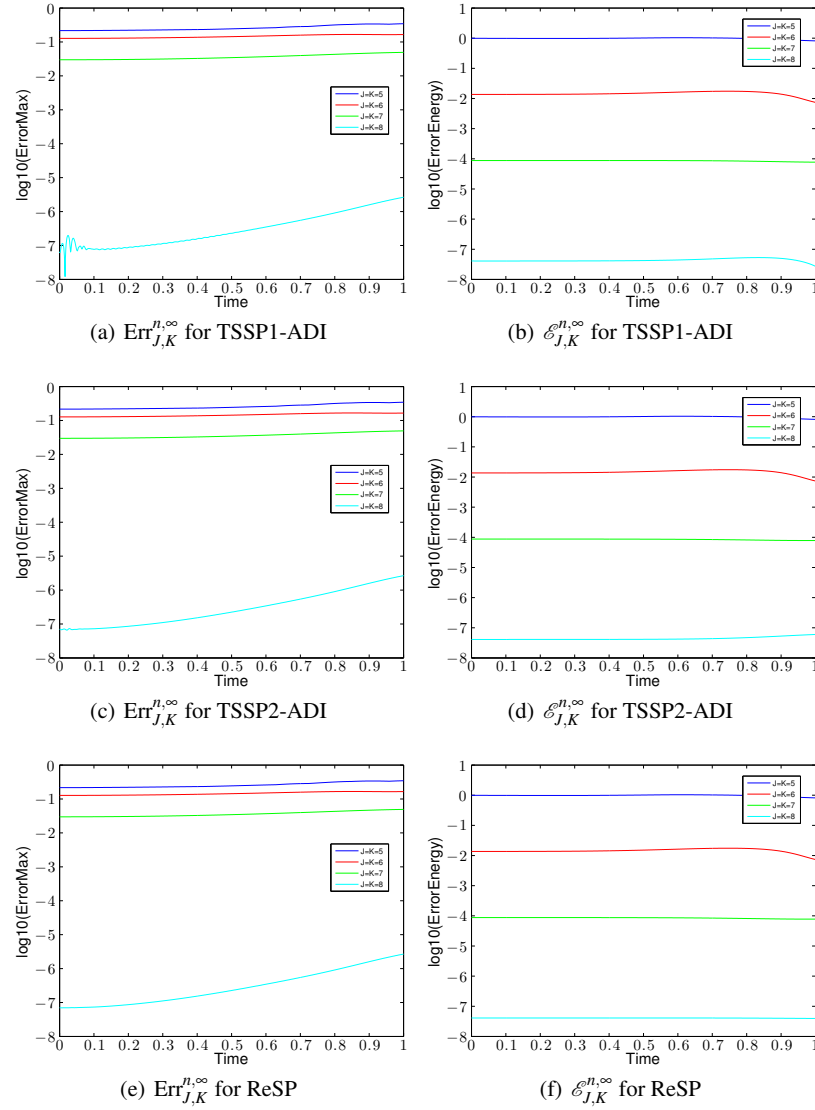 0
−1
−2
−3
−4
−5
−6
−7
−8
log10(ErrorMax)
J=K=5
J=K=6
J=K=7
J=K=8
0 0.1 0.2 0.3 0.4 0.5 0.6 0.7 0.8 0.9 1
Time
(a) Err^{n,∞}_{J,K} for TSSP1-ADI
1
0
−1
−2
−3
−4
−5
−6
−7
−8
log10(ErrorEnergy)
J=K=5
J=K=6
J=K=7
J=K=8
0 0.1 0.2 0.3 0.4 0.5 0.6 0.7 0.8 0.9 1
Time
(b) ℰ^{n,∞}_{J,K} for TSSP1-ADI
0
−1
−2
−3
−4
−5
−6
−7
−8
log10(ErrorMax)
J=K=5
J=K=6
J=K=7
J=K=8
0 0.1 0.2 0.3 0.4 0.5 0.6 0.7 0.8 0.9 1
Time
(c) Err^{n,∞}_{J,K} for TSSP2-ADI
1
0
−1
−2
−3
−4
−5
−6
−7
−8
log10(ErrorEnergy)
J=K=5
J=K=6
J=K=7
J=K=8
0 0.1 0.2 0.3 0.4 0.5 0.6 0.7 0.8 0.9 1
Time
(d) ℰ^{n,∞}_{J,K} for TSSP2-ADI
0
−1
−2
−3
−4
−5
−6
−7
−8
log10(ErrorMax)
J=K=5
J=K=6
J=K=7
J=K=8
0 0.1 0.2 0.3 0.4 0.5 0.6 0.7 0.8 0.9 1
Time
(e) Err^{n,∞}_{J,K} for ReSP
1
0
−1
−2
−3
−4
−5
−6
−7
−8
log10(ErrorEnergy)
J=K=5
J=K=6
J=K=7
J=K=8
0 0.1 0.2 0.3 0.4 0.5 0.6 0.7 0.8 0.9 1
Time
(f) ℰ^{n,∞}_{J,K} for ReSP